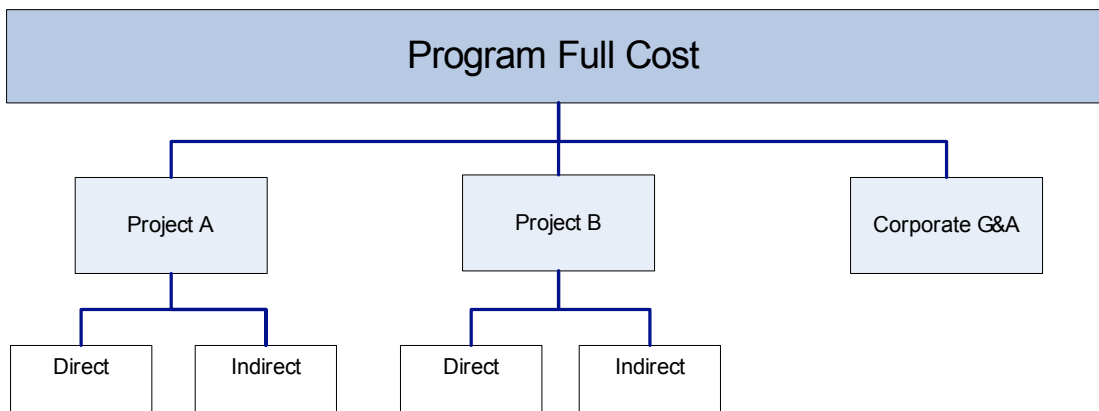 Program Full Cost
Project A
Project B
Corporate G&A
Direct
Indirect
Direct
Indirect